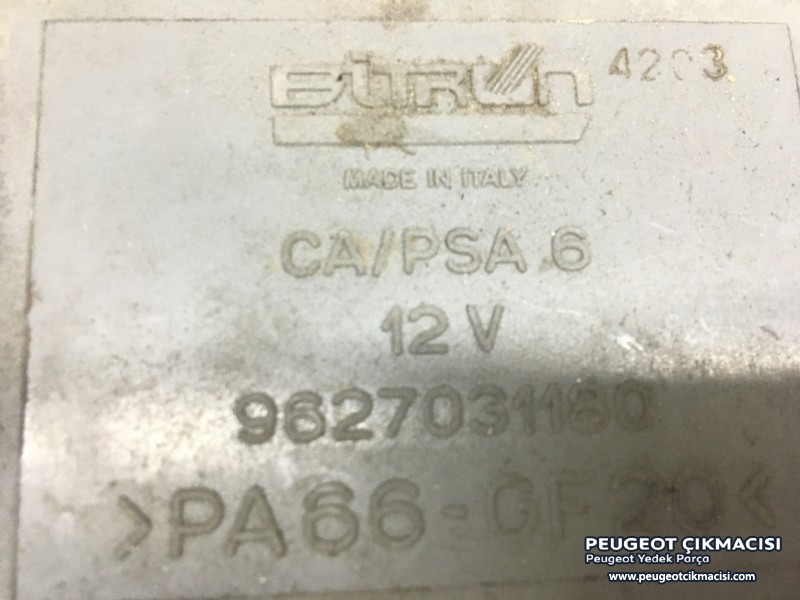 BITRON 4203
MADE IN ITALY
CA/PSA 6
12 V
9627031180
>PA66-GF20<
PEUGEOT ÇIKMACISI
Peugeot Yedek Parça
www.peugeotcikmacisi.com